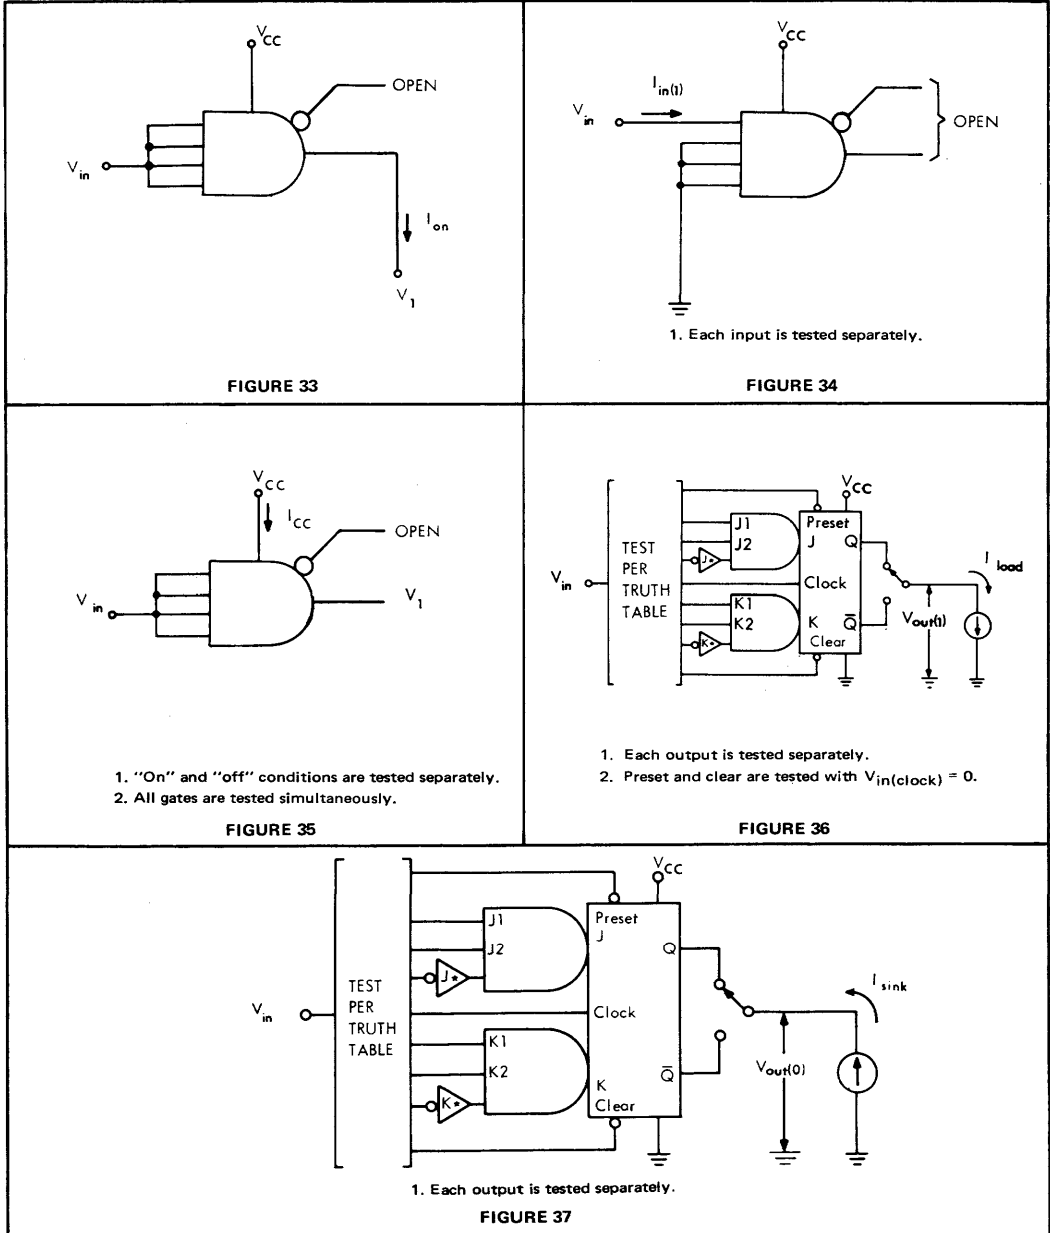 V_CC
OPEN
V_in
I_on
V_1
FIGURE 33
V_CC
I_in(1)
V_in
OPEN
1. Each input is tested separately.
FIGURE 34
V_CC
I_CC
OPEN
V_in
V_1
1. "On" and "off" conditions are tested separately.
2. All gates are tested simultaneously.
FIGURE 35
V_CC
V_in
TEST
PER
TRUTH
TABLE
J1
J2
J*
K1
K2
K*
Preset
J
Q
Clock
K
Q̅
Clear
V_out(1)
I_load
1. Each output is tested separately.
2. Preset and clear are tested with V_in(clock) = 0.
FIGURE 36
V_CC
V_in
TEST
PER
TRUTH
TABLE
J1
J2
J*
K1
K2
K*
Preset
J
Q
Clock
K
Q̅
Clear
V_out(0)
I_sink
1. Each output is tested separately.
FIGURE 37